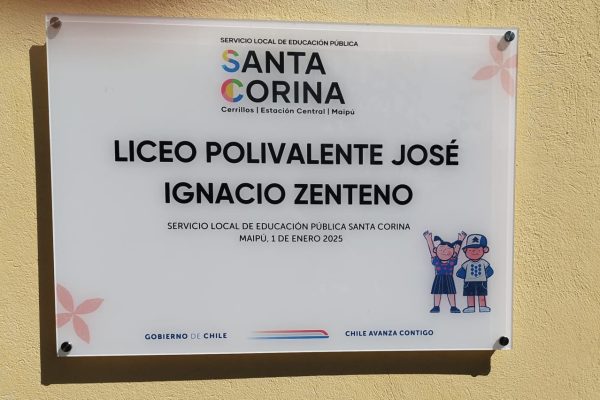 SERVICIO LOCAL DE EDUCACIÓN PÚBLICA
SANTA
CORINA
Cerrillos | Estación Central | Maipú
LICEO POLIVALENTE JOSÉ
IGNACIO ZENTENO
SERVICIO LOCAL DE EDUCACIÓN PÚBLICA SANTA CORINA
MAIPÚ, 1 DE ENERO 2025
GOBIERNO DE CHILE
CHILE AVANZA CONTIGO